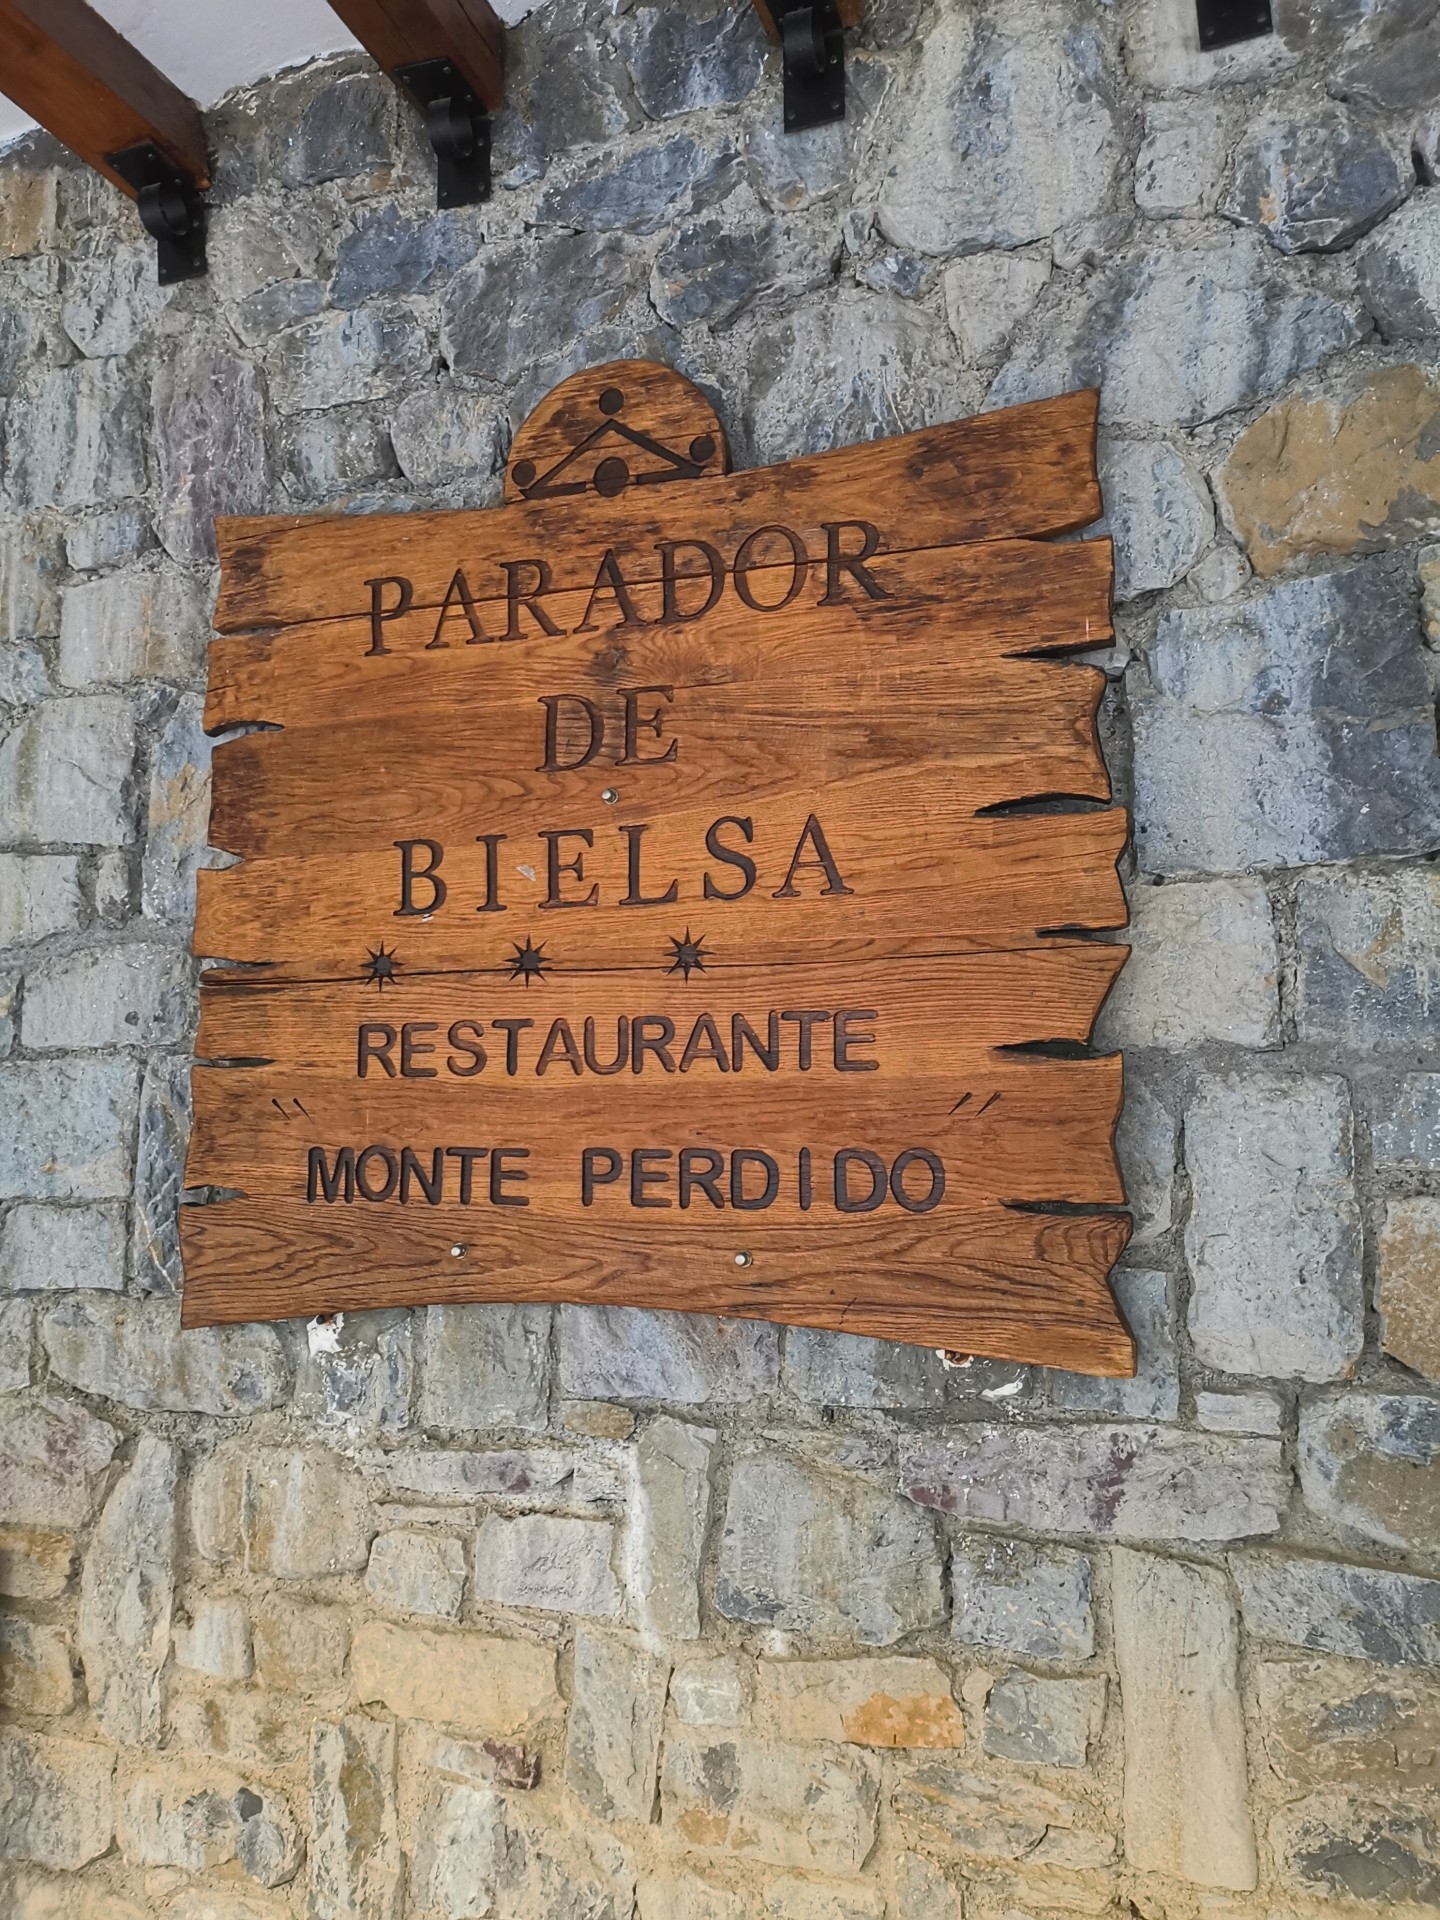 PARADOR
DE
BIELSA
RESTAURANTE
"MONTE PERDIDO"